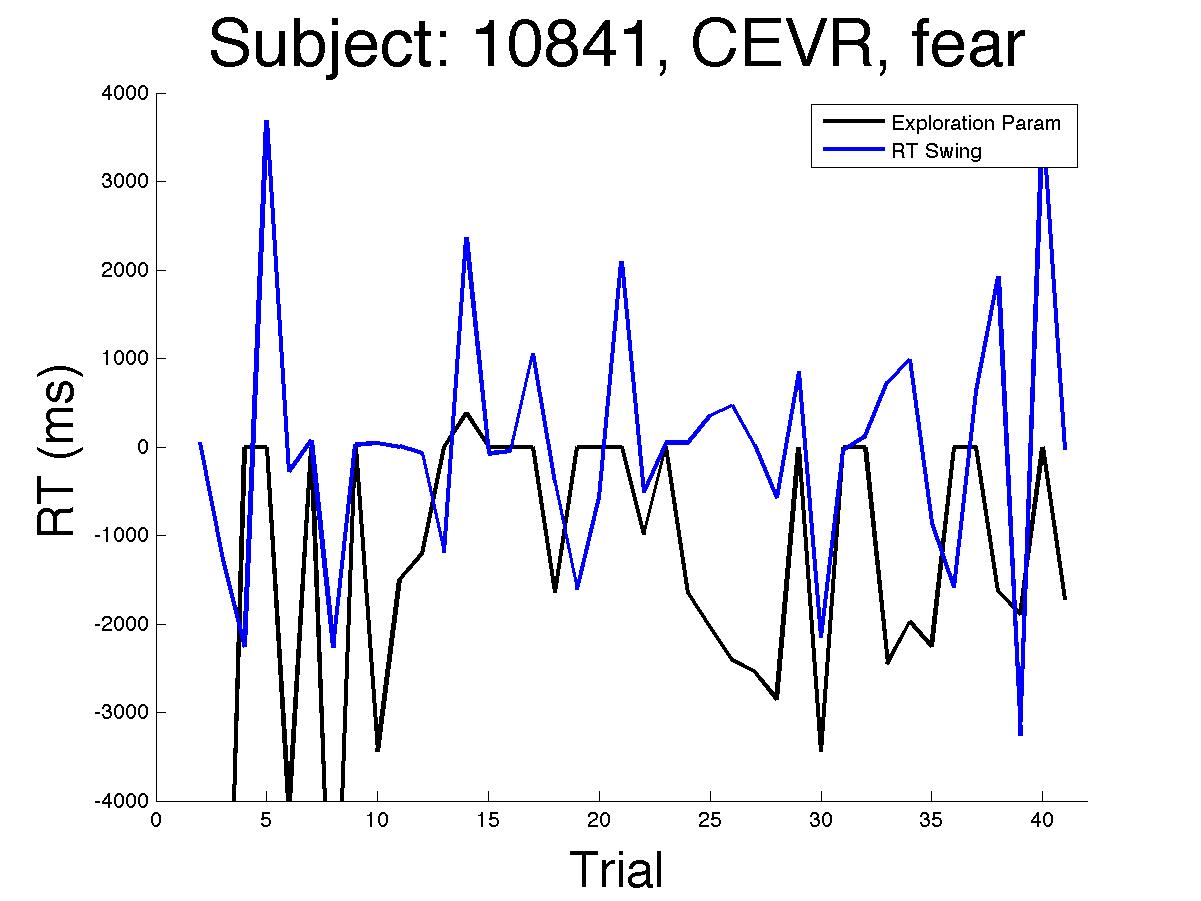 Subject: 10841, CEVR, fear
Exploration Param
RT Swing
RT (ms)
4000
3000
2000
1000
0
-1000
-2000
-3000
-4000
0 5 10 15 20 25 30 35 40
Trial